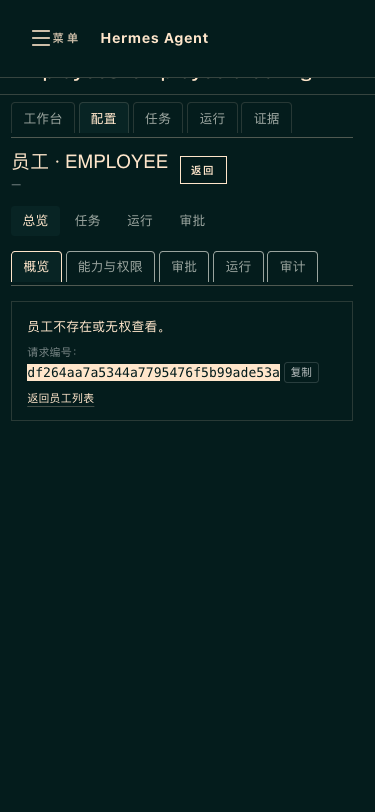 菜单 Hermes Agent
工作台 配置 任务 运行 证据
员工 · EMPLOYEE 返回
—
总览 任务 运行 审批
概览 能力与权限 审批 运行 审计
员工不存在或无权查看。
请求编号:
df264aa7a5344a7795476f5b99ade53a 复制
返回员工列表